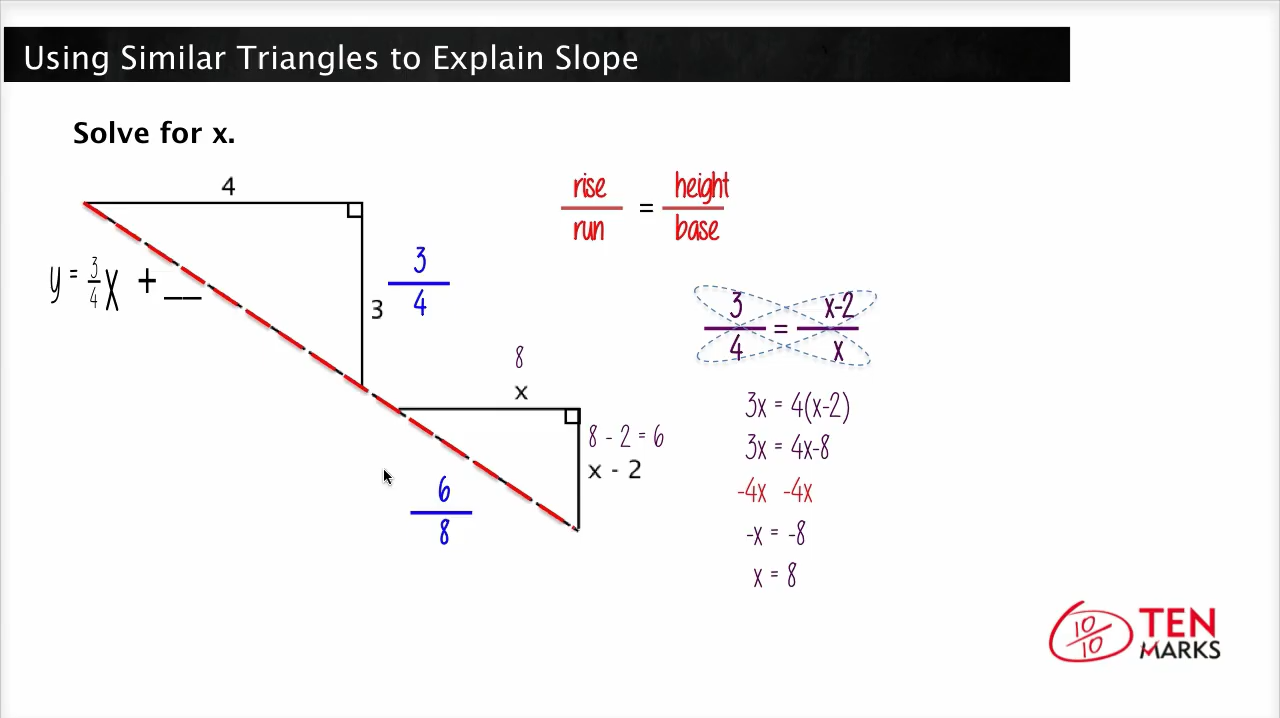 Using Similar Triangles to Explain Slope
Solve for x.
4
y = 3/4 x + __
3
3
4
rise
run
=
height
base
8
x
8 - 2 = 6
x - 2
6
8
3
4
=
x-2
x
3x = 4(x-2)
3x = 4x-8
-4x -4x
-x = -8
x = 8
10/10
TEN
MARKS